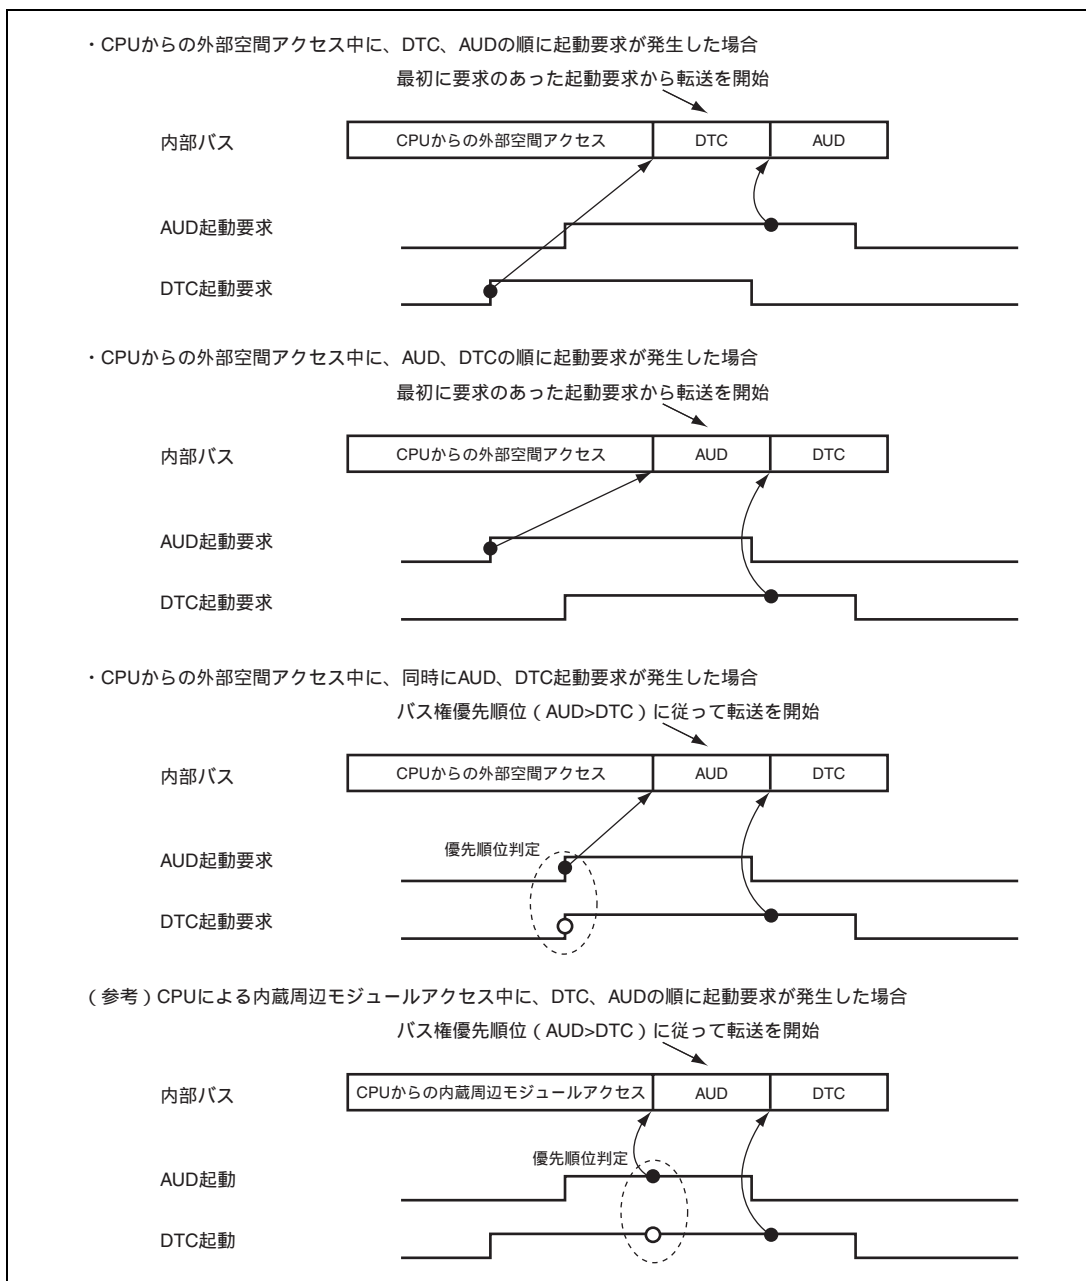 ・CPUからの外部空間アクセス中に、DTC、AUDの順に起動要求が発生した場合
最初に要求のあった起動要求から転送を開始
内部バス
CPUからの外部空間アクセス
DTC
AUD
AUD起動要求
DTC起動要求
・CPUからの外部空間アクセス中に、AUD、DTCの順に起動要求が発生した場合
最初に要求のあった起動要求から転送を開始
内部バス
CPUからの外部空間アクセス
AUD
DTC
AUD起動要求
DTC起動要求
・CPUからの外部空間アクセス中に、同時にAUD、DTC起動要求が発生した場合
バス権優先順位（AUD>DTC）に従って転送を開始
内部バス
CPUからの外部空間アクセス
AUD
DTC
優先順位判定
AUD起動要求
DTC起動要求
（参考）CPUによる内蔵周辺モジュールアクセス中に、DTC、AUDの順に起動要求が発生した場合
バス権優先順位（AUD>DTC）に従って転送を開始
内部バス
CPUからの内蔵周辺モジュールアクセス
AUD
DTC
優先順位判定
AUD起動
DTC起動